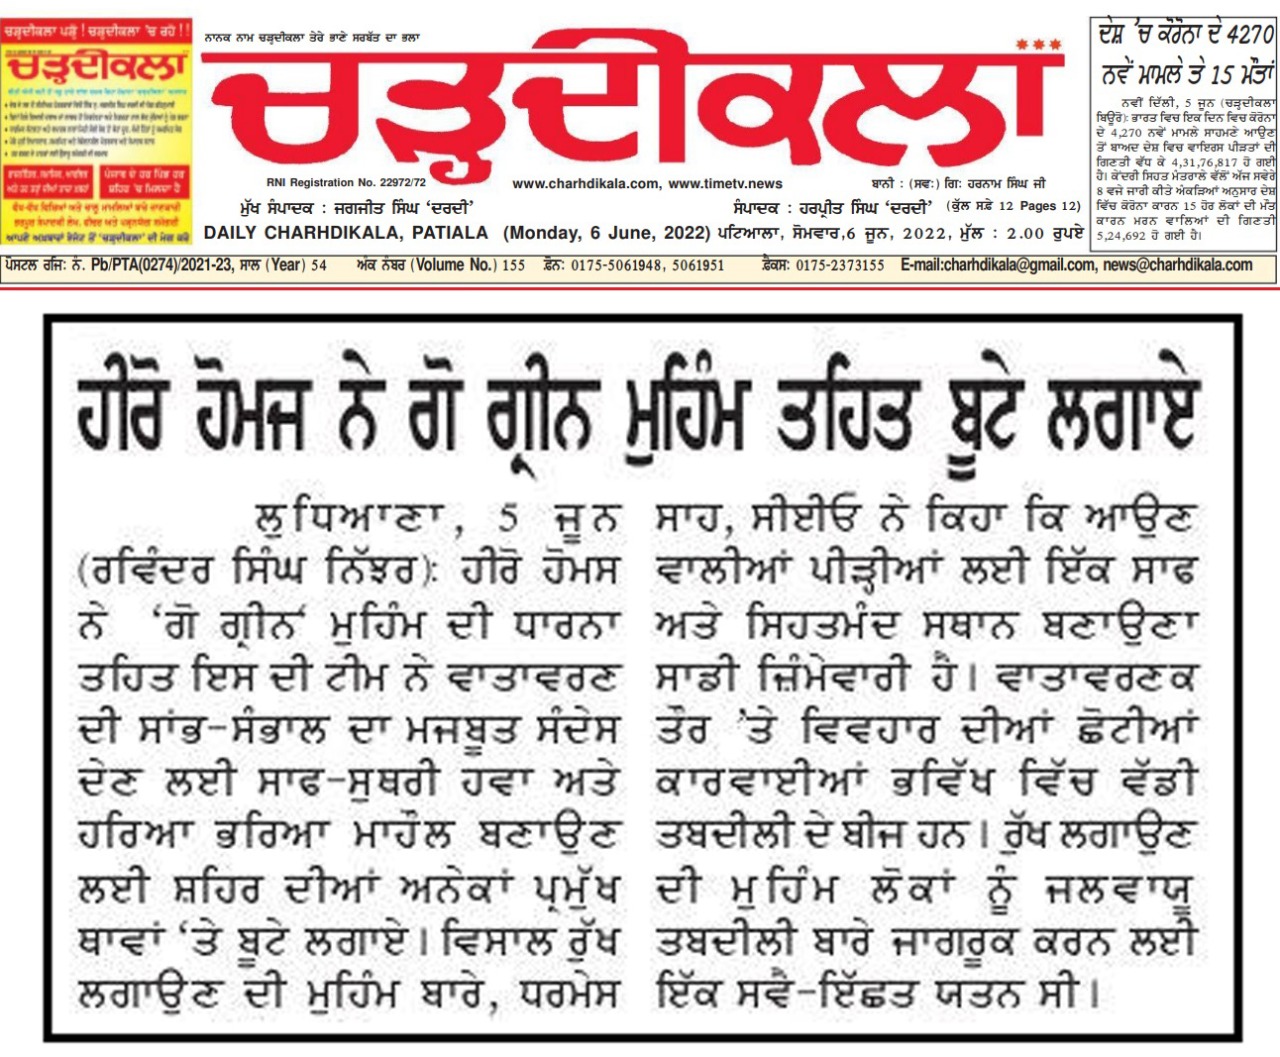 ਚੜ੍ਹਦੀਕਲਾ ਪੜ੍ਹੋ ! ਚੜ੍ਹਦੀਕਲਾ 'ਚ ਰਹੋ !!
ਚੜ੍ਹਦੀਕਲਾ
ਨਾਨਕ ਨਾਮ ਚੜ੍ਹਦੀਕਲਾ ਤੇਰੇ ਭਾਣੇ ਸਰਬੱਤ ਦਾ ਭਲਾ
ਚੜ੍ਹਦੀਕਲਾ
RNI Registration No. 22972/72
www.charhdikala.com, www.timetv.news
ਬਾਨੀ : (ਸਵ:) ਗਿ: ਹਰਨਾਮ ਸਿੰਘ ਜੀ
ਮੁੱਖ ਸੰਪਾਦਕ : ਜਗਜੀਤ ਸਿੰਘ 'ਦਰਦੀ'
ਸੰਪਾਦਕ : ਹਰਪ੍ਰੀਤ ਸਿੰਘ 'ਦਰਦੀ' (ਕੁੱਲ ਸਫ਼ੇ 12 Pages 12)
DAILY CHARHDIKALA, PATIALA (Monday, 6 June, 2022) ਪਟਿਆਲਾ, ਸੋਮਵਾਰ,6 ਜੂਨ, 2022, ਮੁੱਲ : 2.00 ਰੁਪਏ
ਦੇਸ਼ 'ਚ ਕੋਰੋਨਾ ਦੇ 4270
ਨਵੇਂ ਮਾਮਲੇ ਤੇ 15 ਮੌਤਾਂ
ਨਵੀਂ ਦਿੱਲੀ, 5 ਜੂਨ (ਚੜ੍ਹਦੀਕਲਾ
ਬਿਊਰੋ): ਭਾਰਤ ਵਿਚ ਇਕ ਦਿਨ ਵਿਚ ਕੋਰੋਨਾ
ਦੇ 4,270 ਨਵੇਂ ਮਾਮਲੇ ਸਾਹਮਣੇ ਆਉਣ
ਤੋਂ ਬਾਅਦ ਦੇਸ਼ ਵਿਚ ਵਾਇਰਸ ਪੀੜਤਾਂ ਦੀ
ਗਿਣਤੀ ਵੱਧ ਕੇ 4,31,76,817 ਹੋ ਗਈ
ਹੈ। ਕੇਂਦਰੀ ਸਿਹਤ ਮੰਤਰਾਲੇ ਵੱਲੋਂ ਅੱਜ ਸਵੇਰੇ
8 ਵਜੇ ਜਾਰੀ ਕੀਤੇ ਅੰਕੜਿਆਂ ਅਨੁਸਾਰ ਦੇਸ਼
ਵਿੱਚ ਕੋਰੋਨਾ ਕਾਰਨ 15 ਹੋਰ ਲੋਕਾਂ ਦੀ ਮੌਤ
ਕਾਰਨ ਮਰਨ ਵਾਲਿਆਂ ਦੀ ਗਿਣਤੀ
5,24,692 ਹੋ ਗਈ ਹੈ।
ਪੋਸਟਲ ਰਜਿ: ਨੰ. Pb/PTA(0274)/2021-23, ਸਾਲ (Year) 54 ਅੰਕ ਨੰਬਰ (Volume No.) 155 ਫ਼ੋਨ: 0175-5061948, 5061951 ਫ਼ੈਕਸ: 0175-2373155 E-mail:charhdikala@gmail.com, news@charhdikala.com
ਹੀਰੋ ਹੋਮਜ ਨੇ ਗੋ ਗ੍ਰੀਨ ਮੁਹਿੰਮ ਤਹਿਤ ਬੂਟੇ ਲਗਾਏ
ਲੁਧਿਆਣਾ, 5 ਜੂਨ
(ਰਵਿੰਦਰ ਸਿੰਘ ਨਿੱਝਰ): ਹੀਰੋ ਹੋਮਸ
ਨੇ 'ਗੋ ਗ੍ਰੀਨ' ਮੁਹਿੰਮ ਦੀ ਧਾਰਨਾ
ਤਹਿਤ ਇਸ ਦੀ ਟੀਮ ਨੇ ਵਾਤਾਵਰਣ
ਦੀ ਸਾਂਭ-ਸੰਭਾਲ ਦਾ ਮਜਬੂਤ ਸੰਦੇਸ
ਦੇਣ ਲਈ ਸਾਫ-ਸੁਥਰੀ ਹਵਾ ਅਤੇ
ਹਰਿਆ ਭਰਿਆ ਮਾਹੌਲ ਬਣਾਉਣ
ਲਈ ਸ਼ਹਿਰ ਦੀਆਂ ਅਨੇਕਾਂ ਪ੍ਰਮੁੱਖ
ਥਾਵਾਂ 'ਤੇ ਬੂਟੇ ਲਗਾਏ। ਵਿਸਾਲ ਰੁੱਖ
ਲਗਾਉਣ ਦੀ ਮੁਹਿੰਮ ਬਾਰੇ, ਧਰਮੇਸ
ਸਾਹ, ਸੀਈਓ ਨੇ ਕਿਹਾ ਕਿ ਆਉਣ
ਵਾਲੀਆਂ ਪੀੜ੍ਹੀਆਂ ਲਈ ਇੱਕ ਸਾਫ
ਅਤੇ ਸਿਹਤਮੰਦ ਸਥਾਨ ਬਣਾਉਣਾ
ਸਾਡੀ ਜ਼ਿੰਮੇਵਾਰੀ ਹੈ। ਵਾਤਾਵਰਣਕ
ਤੌਰ 'ਤੇ ਵਿਵਹਾਰ ਦੀਆਂ ਛੋਟੀਆਂ
ਕਾਰਵਾਈਆਂ ਭਵਿੱਖ ਵਿੱਚ ਵੱਡੀ
ਤਬਦੀਲੀ ਦੇ ਬੀਜ ਹਨ। ਰੁੱਖ ਲਗਾਉਣ
ਦੀ ਮੁਹਿੰਮ ਲੋਕਾਂ ਨੂੰ ਜਲਵਾਯੂ
ਤਬਦੀਲੀ ਬਾਰੇ ਜਾਗਰੂਕ ਕਰਨ ਲਈ
ਇੱਕ ਸਵੈ-ਇੱਛਤ ਯਤਨ ਸੀ।